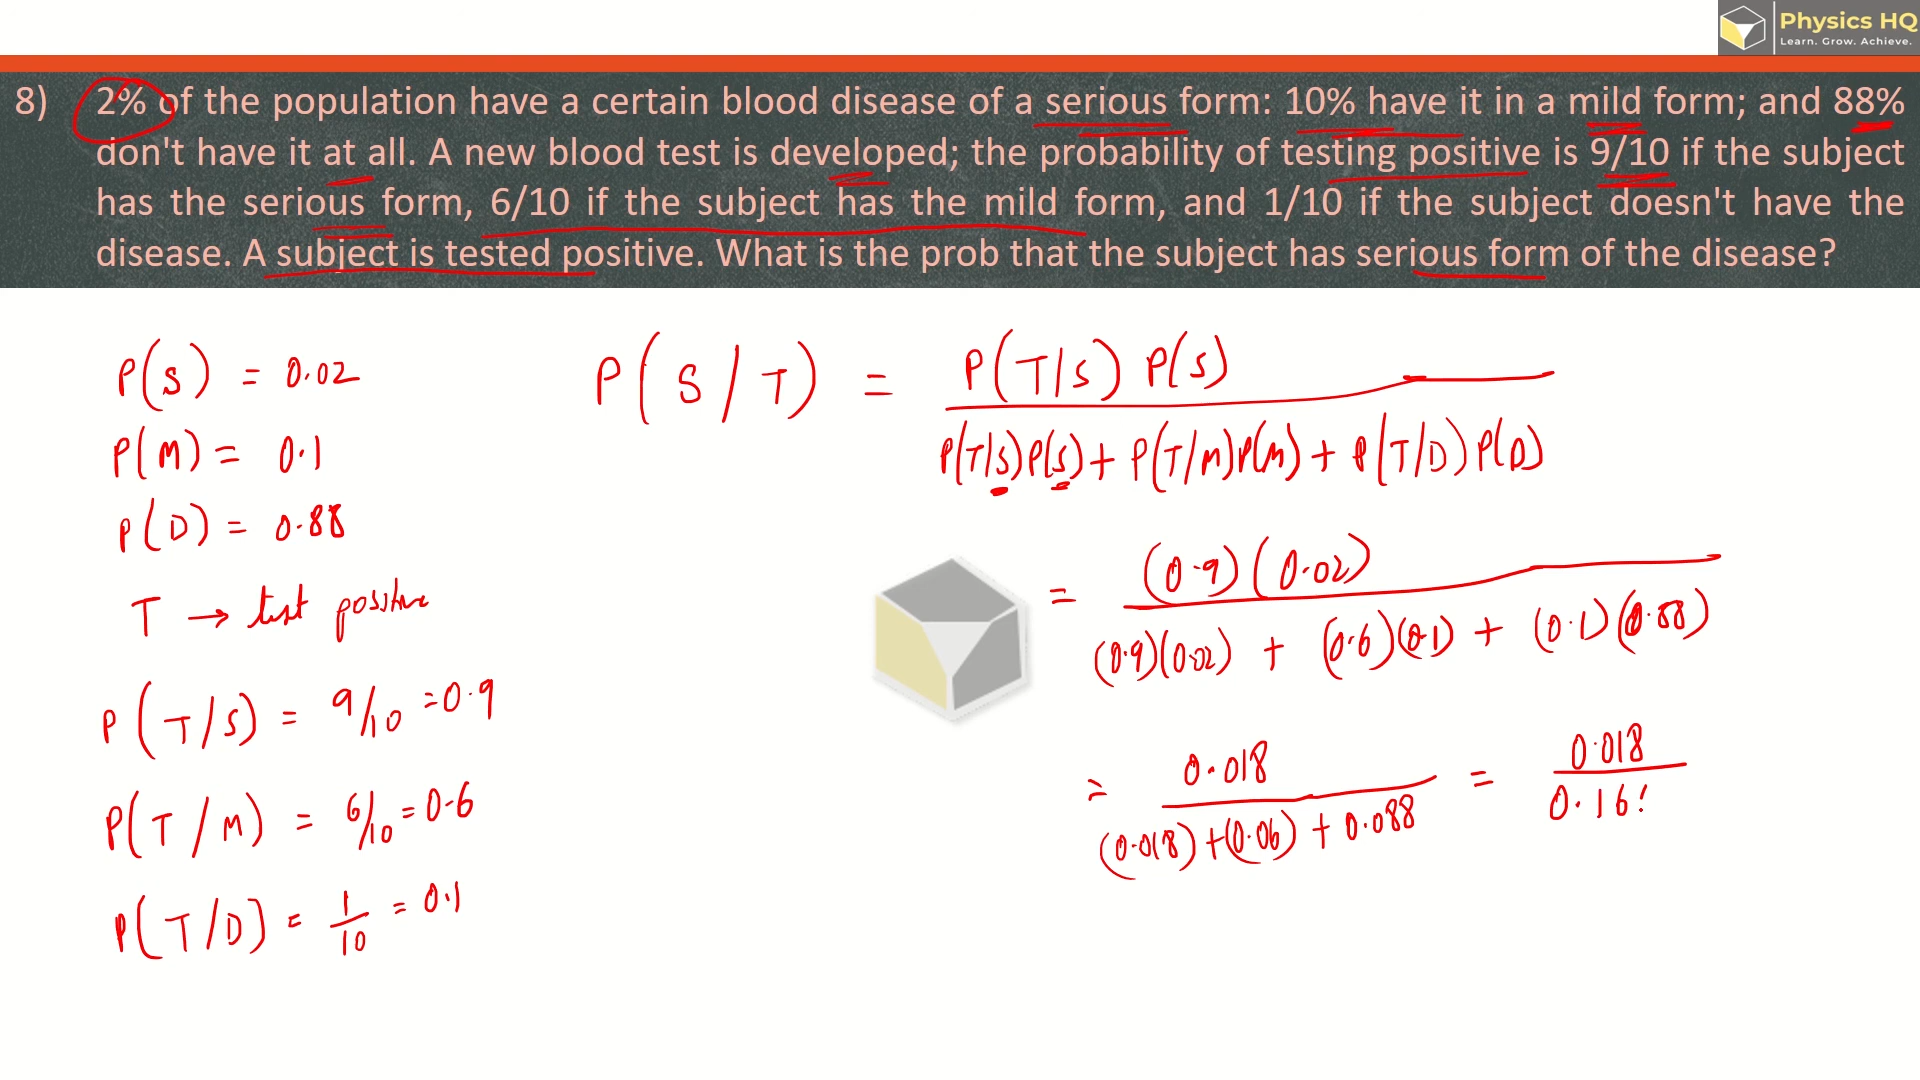 Physics HQ
Learn. Grow. Achieve.
8) 2% of the population have a certain blood disease of a serious form: 10% have it in a mild form; and 88%
don't have it at all. A new blood test is developed; the probability of testing positive is 9/10 if the subject
has the serious form, 6/10 if the subject has the mild form, and 1/10 if the subject doesn't have the
disease. A subject is tested positive. What is the prob that the subject has serious form of the disease?
P(S) = 0.02
P(M) = 0.1
P(D) = 0.88
T → test positive
P(T/S) = 9/10 = 0.9
P(T/M) = 6/10 = 0.6
P(T/D) = 1/10 = 0.1
P(S/T) = P(T/S) P(S)
P(T/S)P(S) + P(T/M)P(M) + P(T/D)P(D)
= (0.9)(0.02)
(0.9)(0.02) + (0.6)(0.1) + (0.1)(0.88)
= 0.018
(0.018) + (0.06) + 0.088
= 0.018